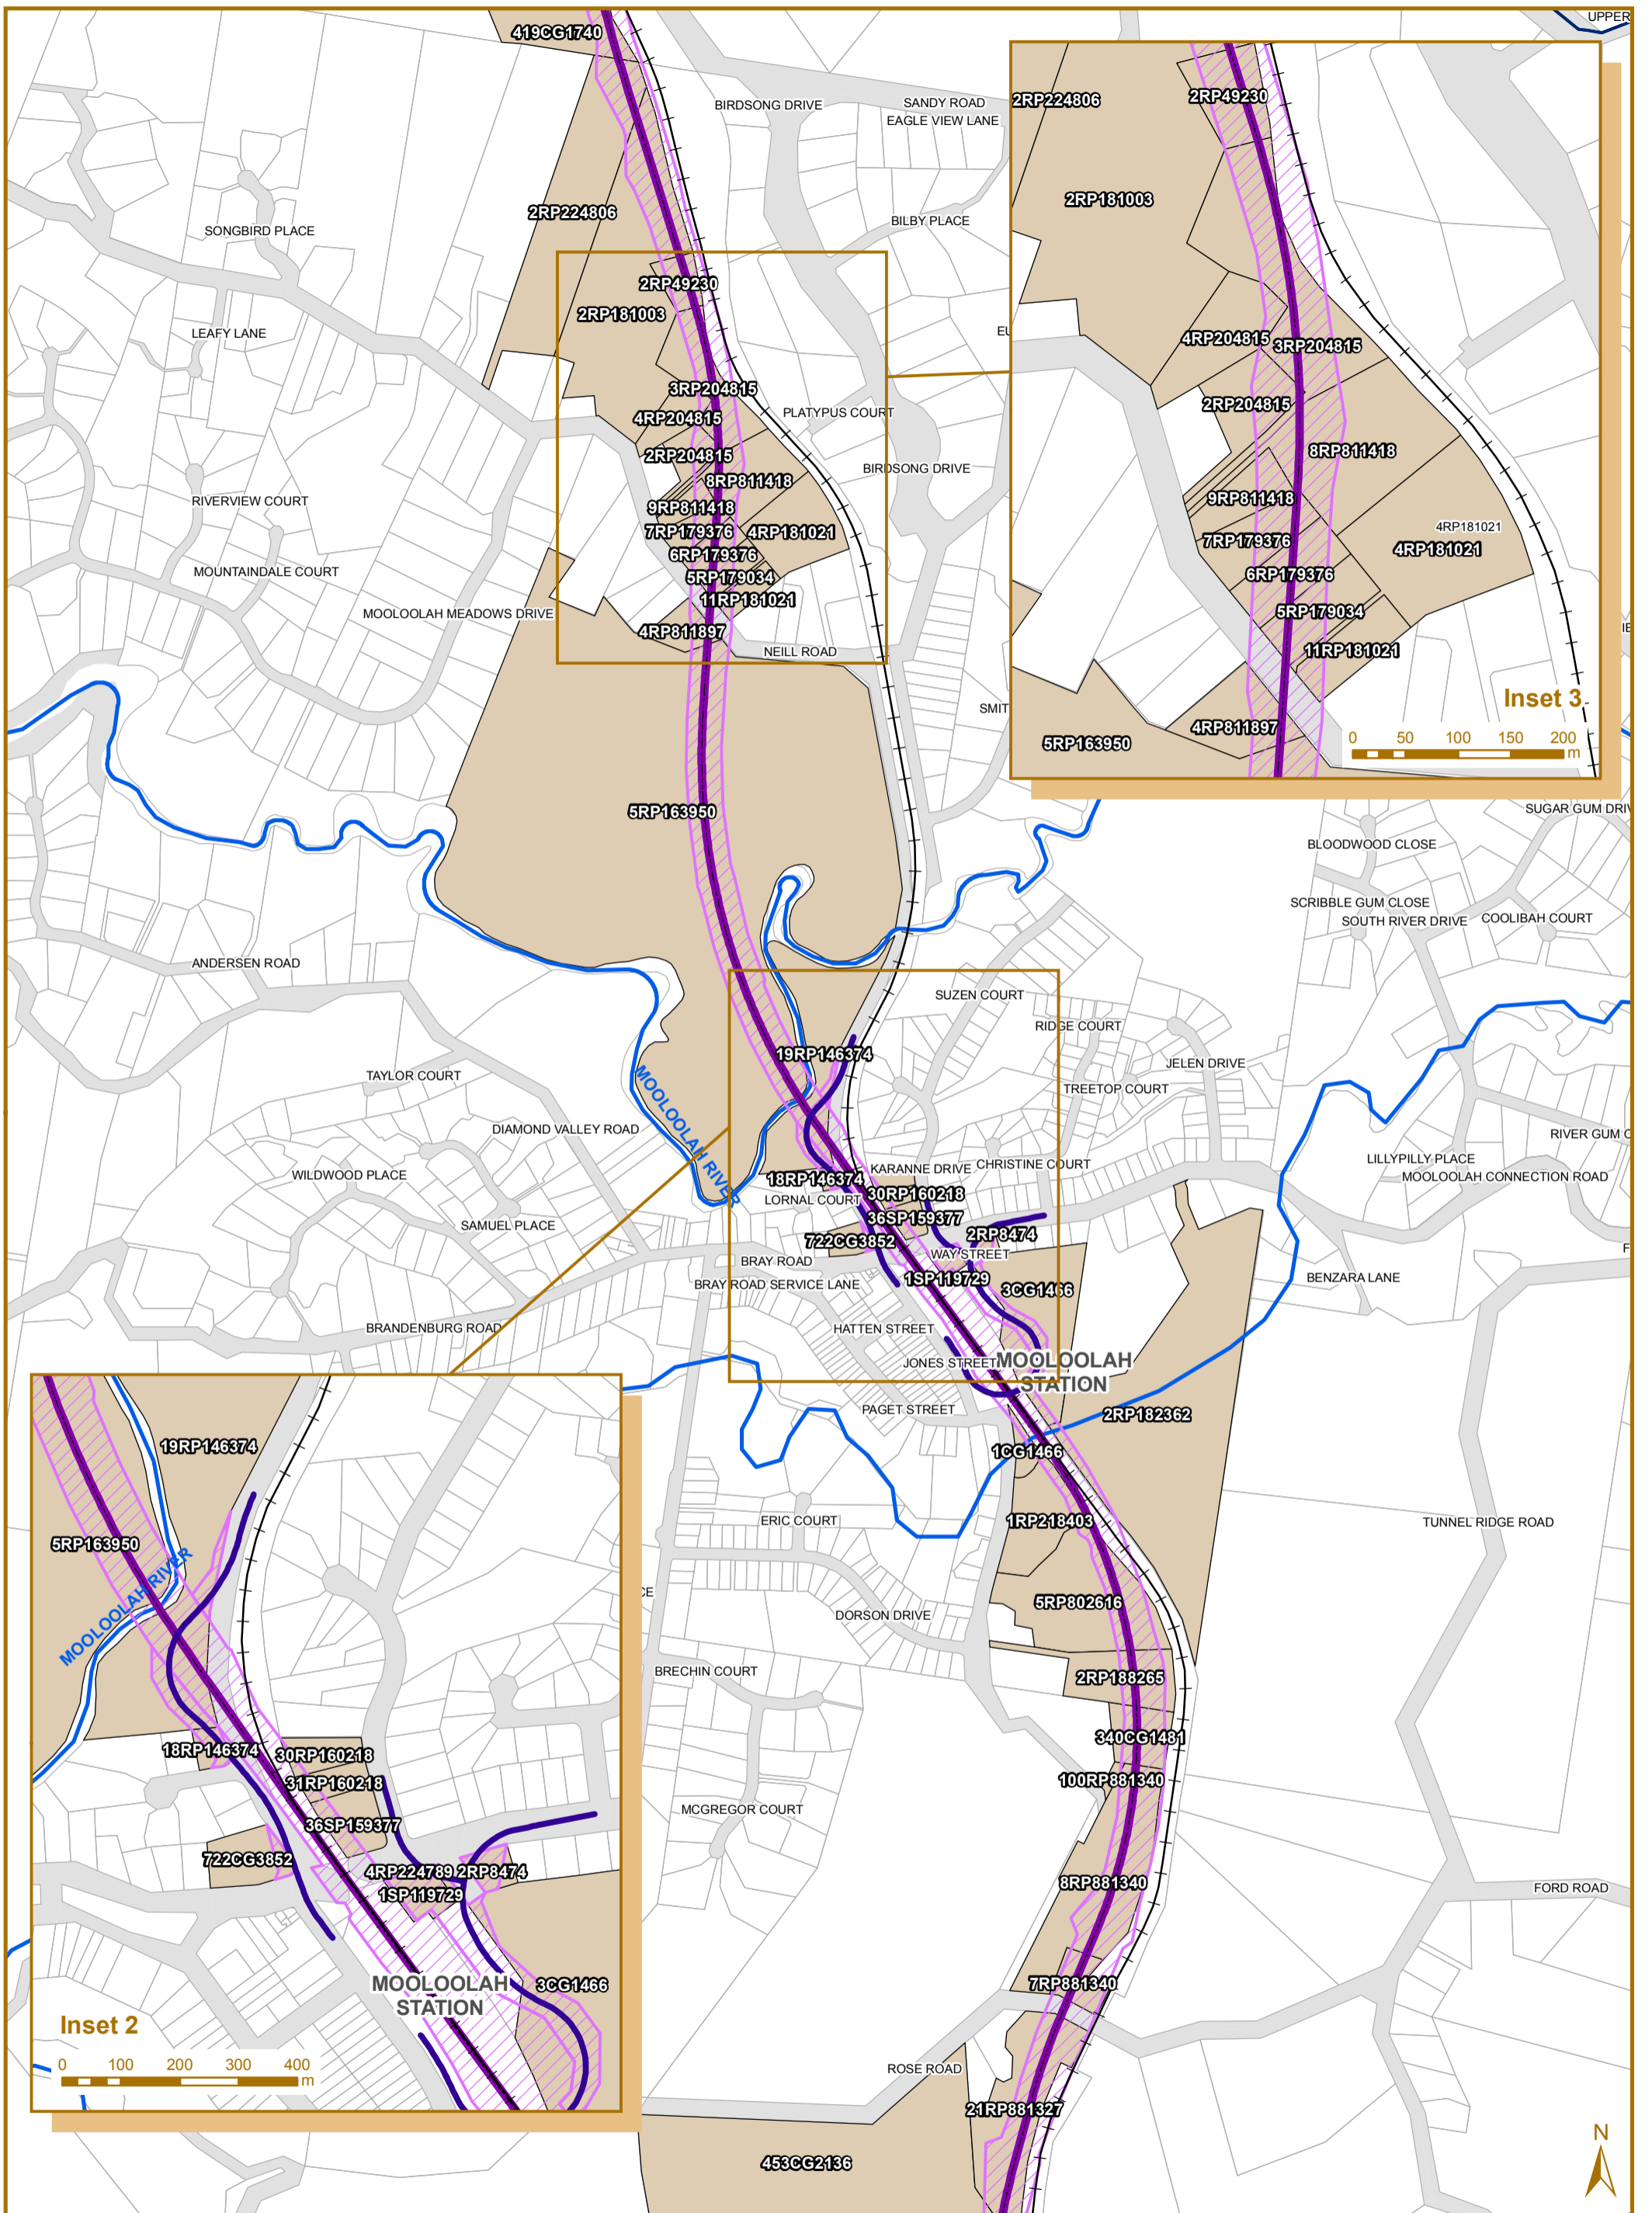 UPPER
419CG1740
BIRDSONG DRIVE
SANDY ROAD
EAGLE VIEW LANE
2RP224806
BILBY PLACE
SONGBIRD PLACE
2RP49230
2RP181003
LEAFY LANE
EU
3RP204815
PLATYPUS COURT
4RP204815
2RP204815
BIRDSONG DRIVE
8RP811418
RIVERVIEW COURT
9RP811418
7RP179376
4RP181021
6RP179376
MOUNTAINDALE COURT
5RP179034
11RP181021
MOOLOOLAH MEADOWS DRIVE
4RP811897
NEILL ROAD
SMIT
5RP163950
2RP224806
2RP49230
2RP181003
4RP204815
3RP204815
2RP204815
8RP811418
9RP811418
4RP181021
7RP179376
4RP181021
6RP179376
5RP179034
11RP181021
4RP811897
5RP163950
Inset 3
0 50 100 150 200
m
IE
SUGAR GUM DRIV
BLOODWOOD CLOSE
SCRIBBLE GUM CLOSE
SOUTH RIVER DRIVE
COOLIBAH COURT
ANDERSEN ROAD
SUZEN COURT
RIDGE COURT
19RP146374
JELEN DRIVE
TAYLOR COURT
TREETOP COURT
MOOLOOLAH RIVER
DIAMOND VALLEY ROAD
RIVER GUM C
LILLYPILLY PLACE
KARANNE DRIVE
CHRISTINE COURT
WILDWOOD PLACE
18RP146374
MOOLOOLAH CONNECTION ROAD
30RP160218
LORNAL COURT
36SP159377
SAMUEL PLACE
2RP8474
722CG3852
WAY STREET
F
BRAY ROAD
1SP119729
BENZARA LANE
BRAY ROAD SERVICE LANE
3CG1466
BRANDENBURG ROAD
HATTEN STREET
JONES STREET
MOOLOOLAH
STATION
PAGET STREET
2RP182362
1CG1466
ERIC COURT
1RP218403
TUNNEL RIDGE ROAD
CE
5RP802616
DORSON DRIVE
BRECHIN COURT
2RP188265
340CG1481
100RP881340
MCGREGOR COURT
8RP881340
FORD ROAD
7RP881340
ROSE ROAD
21RP881327
453CG2136
N
19RP146374
5RP163950
MOOLOOLAH RIVER
18RP146374
30RP160218
31RP160218
36SP159377
722CG3852
4RP224789
2RP8474
1SP119729
MOOLOOLAH
STATION
3CG1466
Inset 2
0 100 200 300 400
m